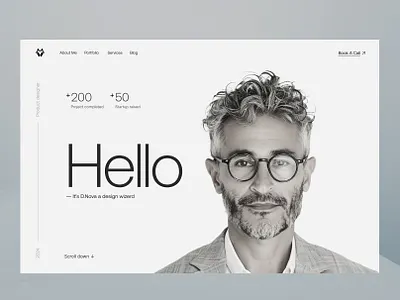 About Me
Portfolio
Services
Blog
Book A Call ↗
Product designer
+200
Project completed
+50
Startup raised
Hello
— It's D.Nova a design wizard
Scroll down ↓
2024